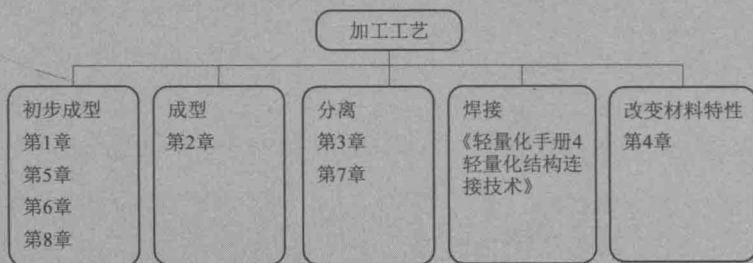 加工工艺
初步成型
第1章
第5章
第6章
第8章
成型
第2章
分离
第3章
第7章
焊接
《轻量化手册4
轻量化结构连
接技术》
改变材料特性
第4章